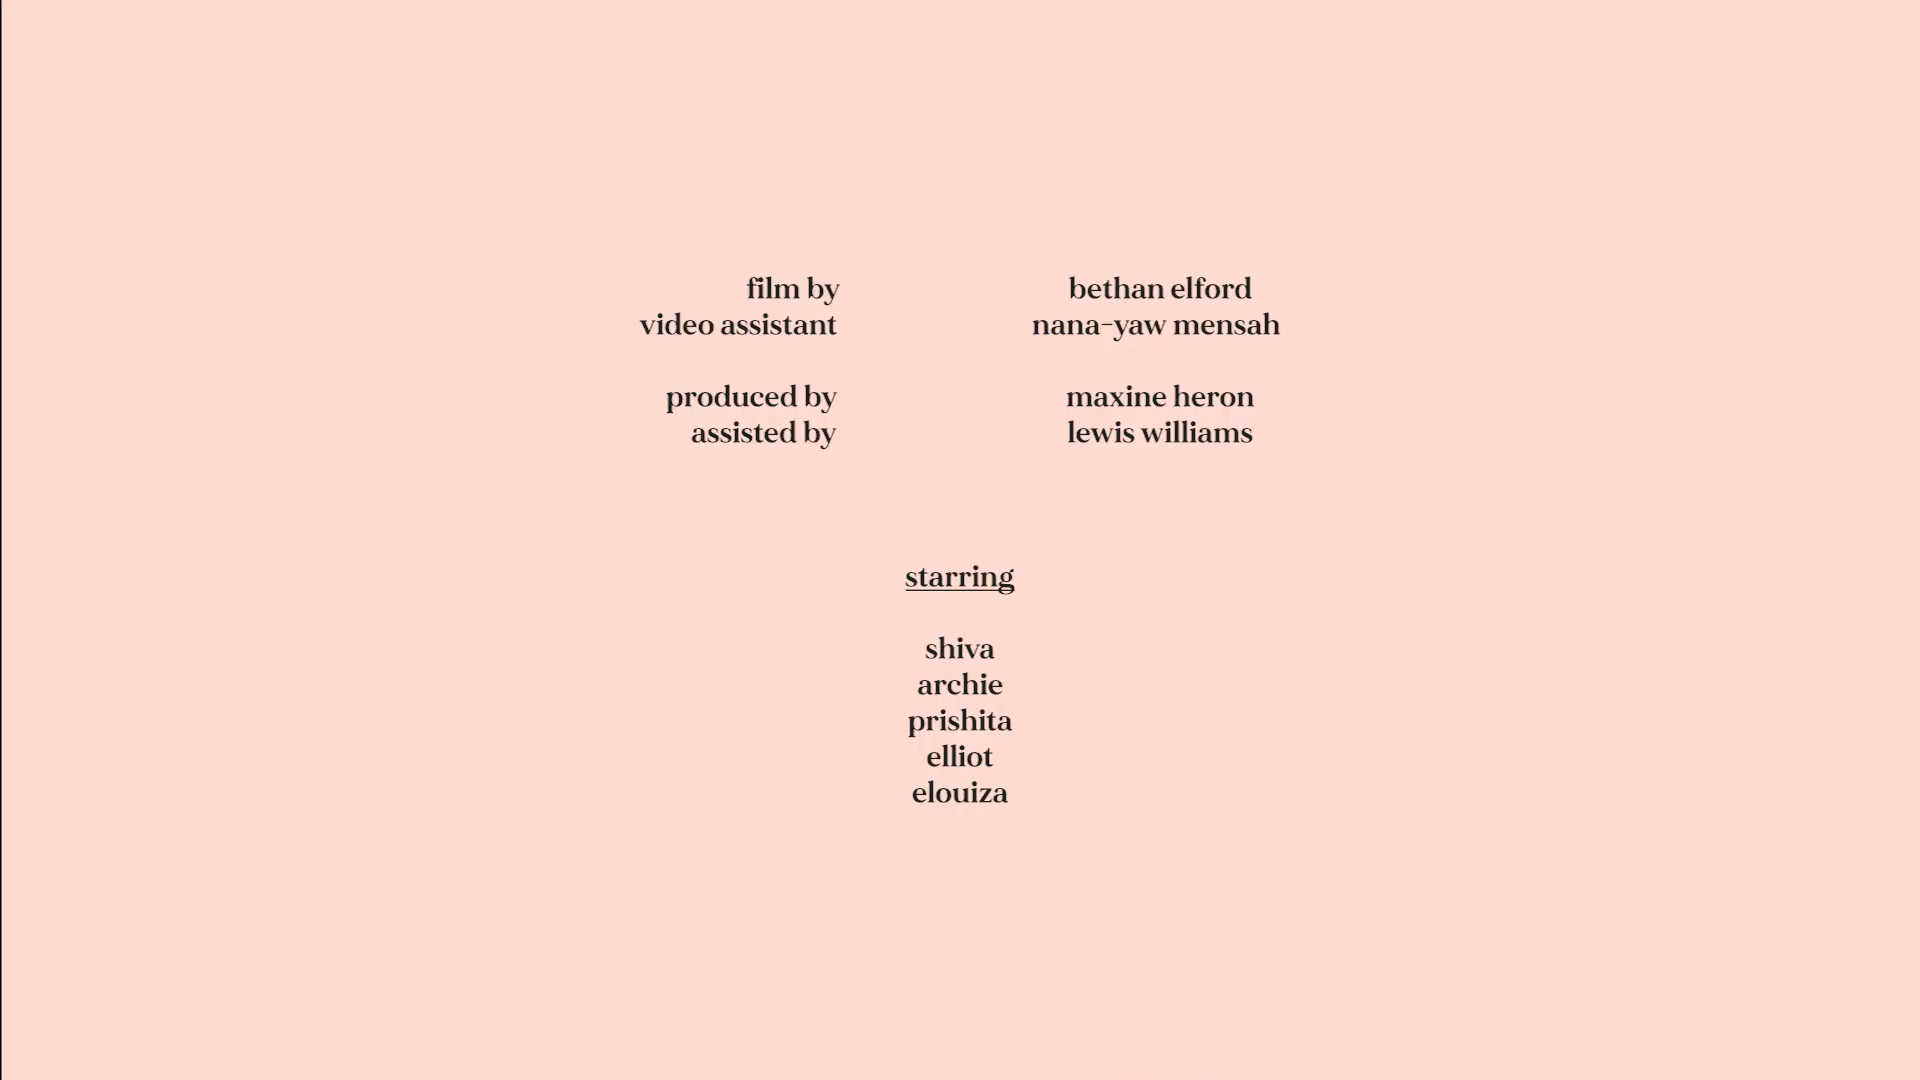 film by bethan elford
video assistant nana-yaw mensah
produced by maxine heron
assisted by lewis williams
starring
shiva
archie
prishita
elliot
elouiza